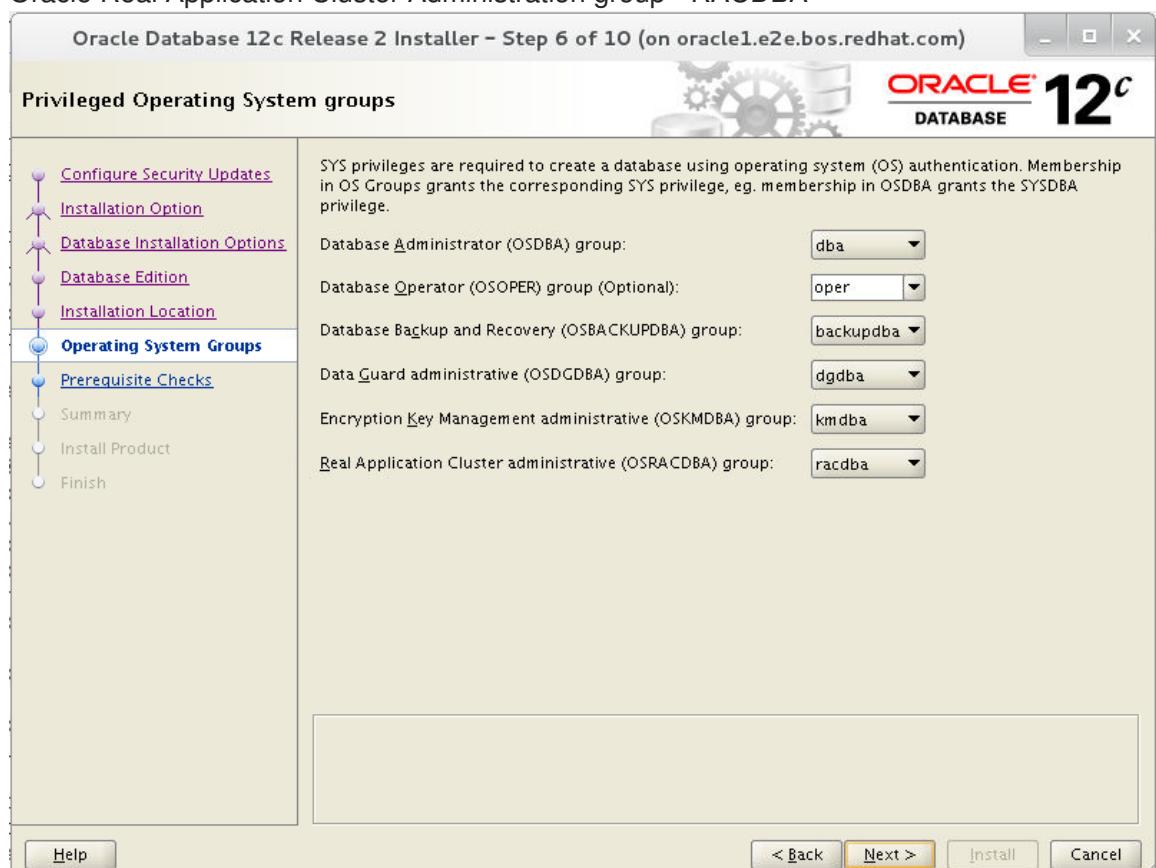 Oracle Real Application Cluster Administration group - RACDBA
Oracle Database 12c Release 2 Installer - Step 6 of 10 (on oracle1.e2e.bos.redhat.com)
Privileged Operating System groups
ORACLE 12c
DATABASE
Configure Security Updates
Installation Option
Database Installation Options
Database Edition
Installation Location
Operating System Groups
Prerequisite Checks
Summary
Install Product
Finish
SYS privileges are required to create a database using operating system (OS) authentication. Membership
in OS Groups grants the corresponding SYS privilege, eg. membership in OSDBA grants the SYSDBA
privilege.
Database Administrator (OSDBA) group: dba
Database Operator (OSOPER) group (Optional): oper
Database Backup and Recovery (OSBACKUPDBA) group: backupdba
Data Guard administrative (OSDGDBA) group: dgdba
Encryption Key Management administrative (OSKMDBA) group: kmdba
Real Application Cluster administrative (OSRACDBA) group: racdba
Help < Back Next > Install Cancel